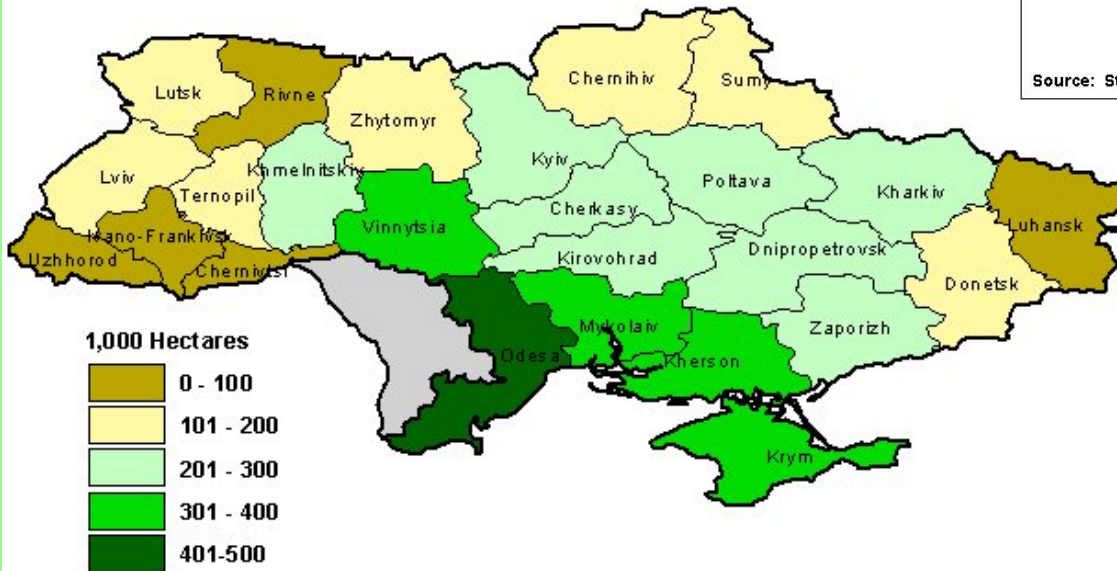 Source: St
Chernihiv
Sumy
Lutsk
Rivne
Zhytomyr
Kyiv
Poltava
Kharkiv
Lviv
Ternopil
Khmelnitskiy
Cherkasy
Luhansk
Vinnytsia
Ivano-Frankivsk
Uzhhorod
Chernivtsi
Kirovohrad
Dnipropetrovsk
Donetsk
Zaporizh
Mykolaiv
Odesa
Kherson
Krym
1,000 Hectares
0 - 100
101 - 200
201 - 300
301 - 400
401-500